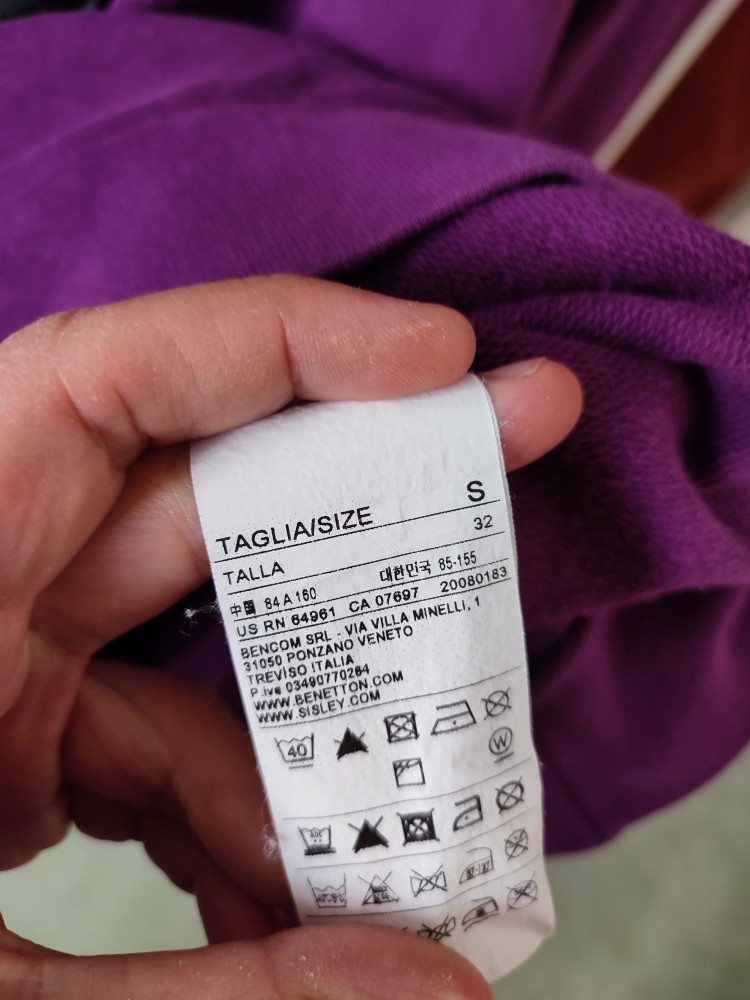 TAGLIA/SIZE S
TALLA 32
中国 84 A 160 대한민국 85-155
US RN 64961 CA 07697 20080183
BENCOM SRL - VIA VILLA MINELLI, 1
31050 PONZANO VENETO
TREVISO ITALIA
P.iva 03490770264
WWW.BENETTON.COM
WWW.SISLEY.COM
40
W